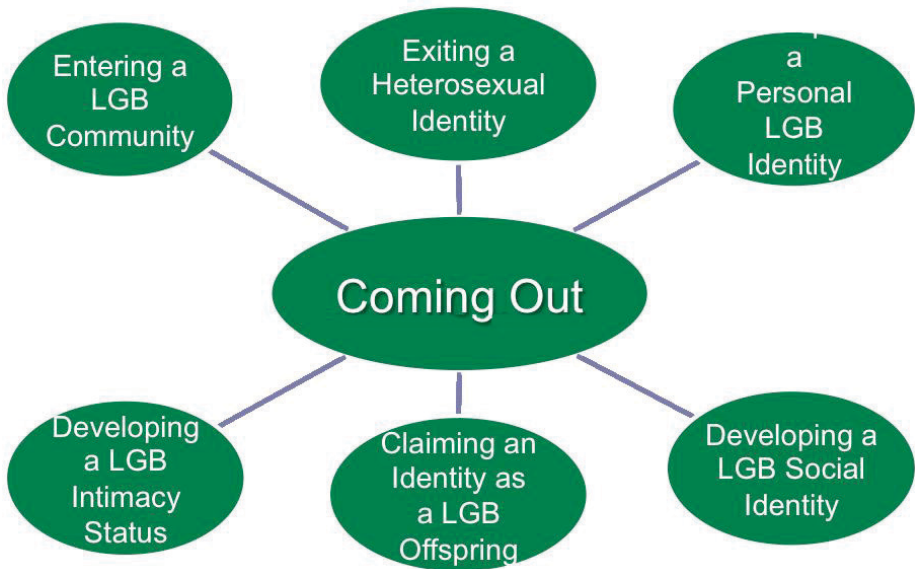 Entering a
LGB
Community
Exiting a
Heterosexual
Identity
a
Personal
LGB
Identity
Coming Out
Developing
a LGB
Intimacy
Status
Claiming an
Identity as
a LGB
Offspring
Developing a
LGB Social
Identity